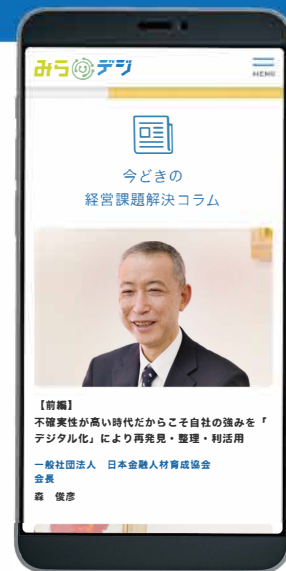 みらデジ
MENU
今どきの
経営課題解決コラム
【前編】
不確実性が高い時代だからこそ自社の強みを「
デジタル化」により再発見・整理・利活用
一般社団法人 日本金融人材育成協会
会長
森 俊彦